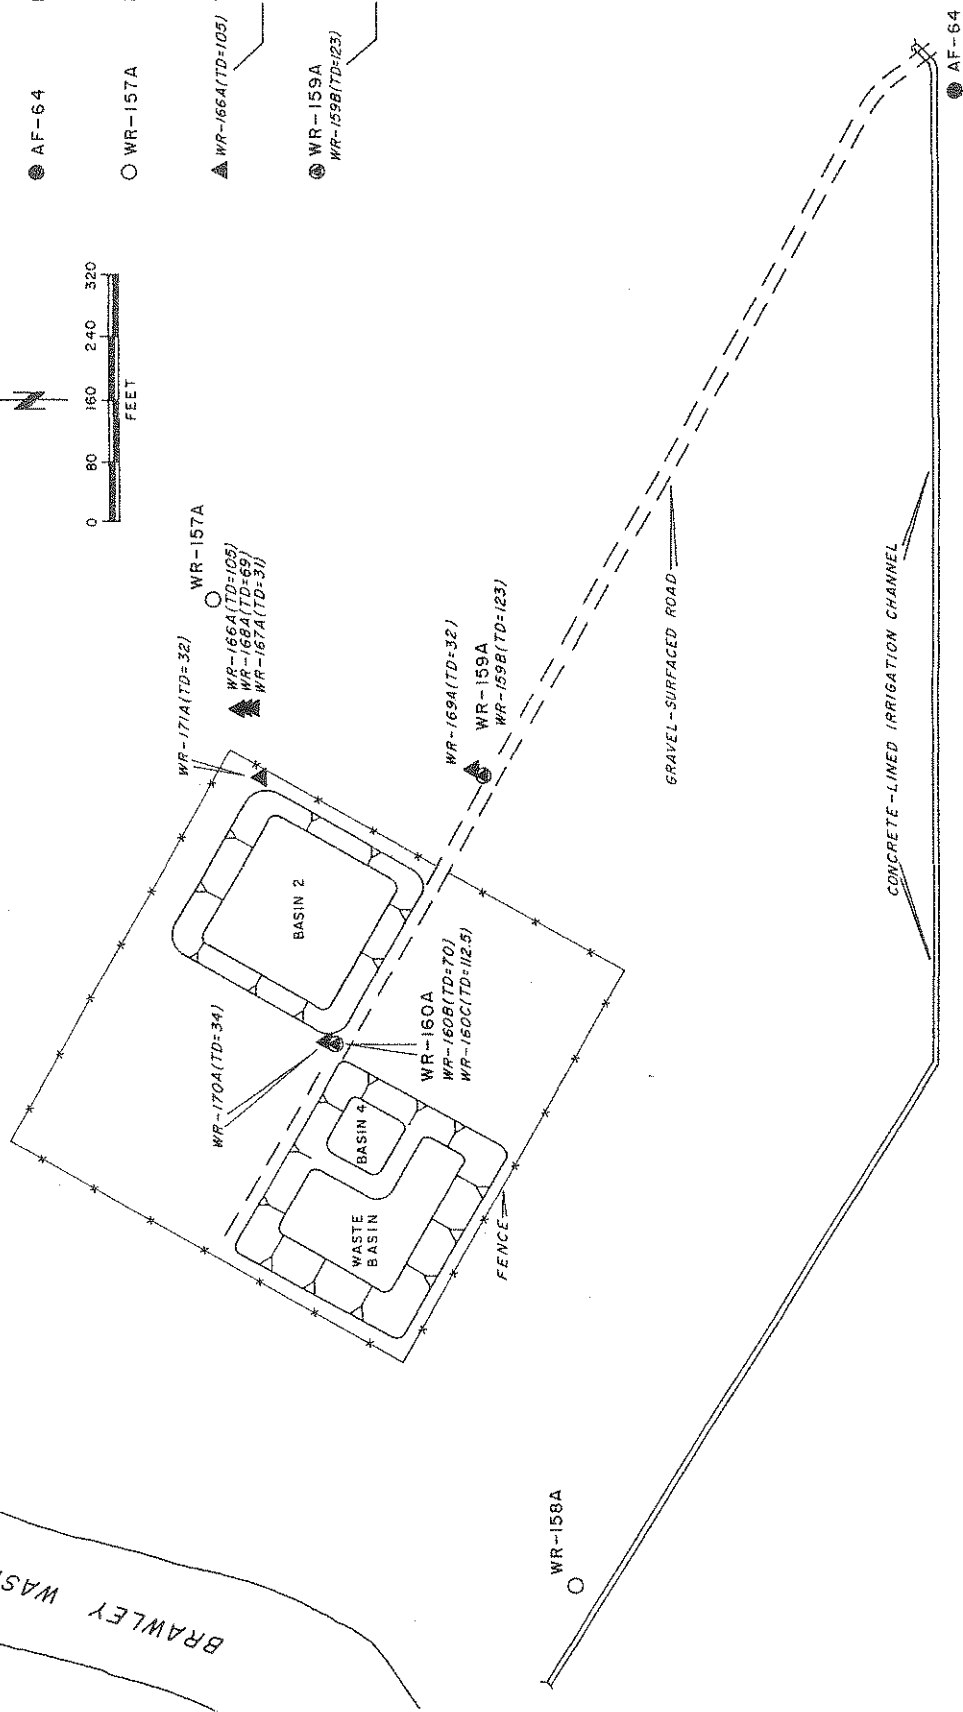 BRAWLEY WAS
WR-158A
WASTE
BASIN
BASIN 4
FENCE
WR-170A(TD=34)
WR-160A
WR-160B(TD=70)
WR-160C(TD=112.5)
BASIN 2
WR-171A(TD=32)
WR-157A
WR-166A(TD=105)
WR-168A(TD=69)
WR-167A(TD=31)
WR-169A(TD=32)
WR-159A
WR-159B(TD=123)
GRAVEL-SURFACED ROAD
CONCRETE-LINED IRRIGATION CHANNEL
AF-64
N
0 80 160 240 320
FEET
AF-64
WR-157A
WR-166A(TD=105)
WR-159A
WR-159B(TD=123)